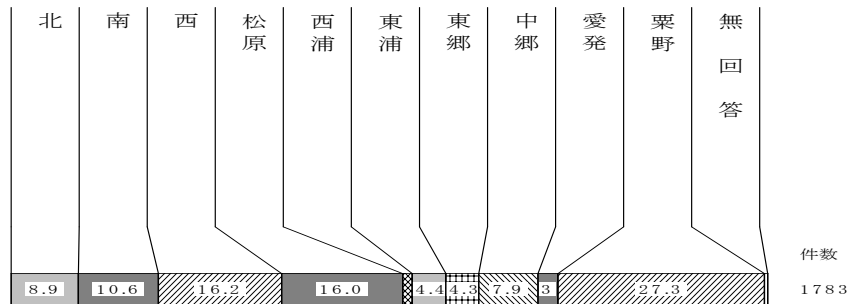 北
南
西
松原
西浦
東浦
東郷
中郷
愛発
粟野
無回答
件数
8.9 10.6 16.2 16.0 4.4 4.3 7.9 3 27.3 1783